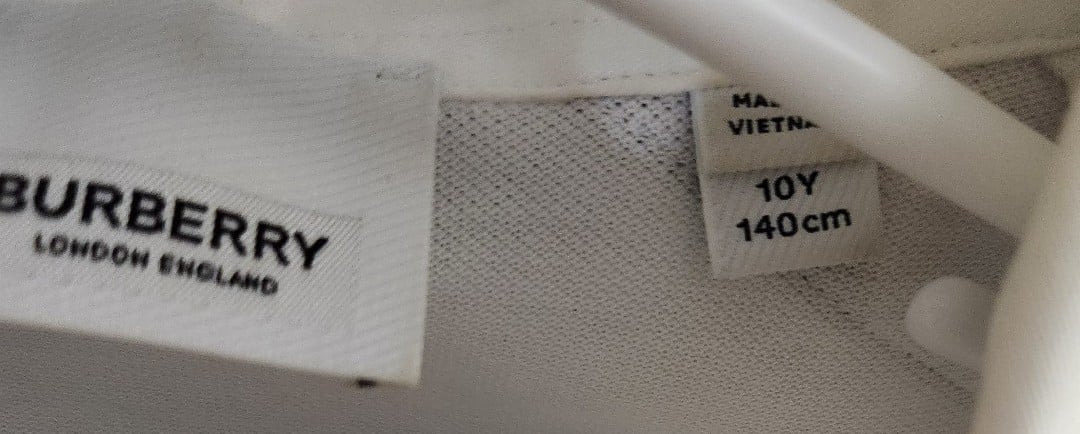 BURBERRY
LONDON ENGLAND
10Y
140cm